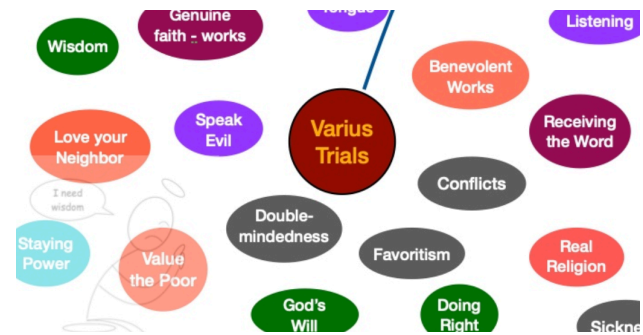 Genuine
faith - works
Tongue
Listening
Wisdom
Benevolent
Works
Speak
Evil
Varius
Trials
Receiving
the Word
Love your
Neighbor
Conflicts
I need
wisdom
Double-
mindedness
Staying
Power
Value
the Poor
Favoritism
Real
Religion
God's
Will
Doing
Right